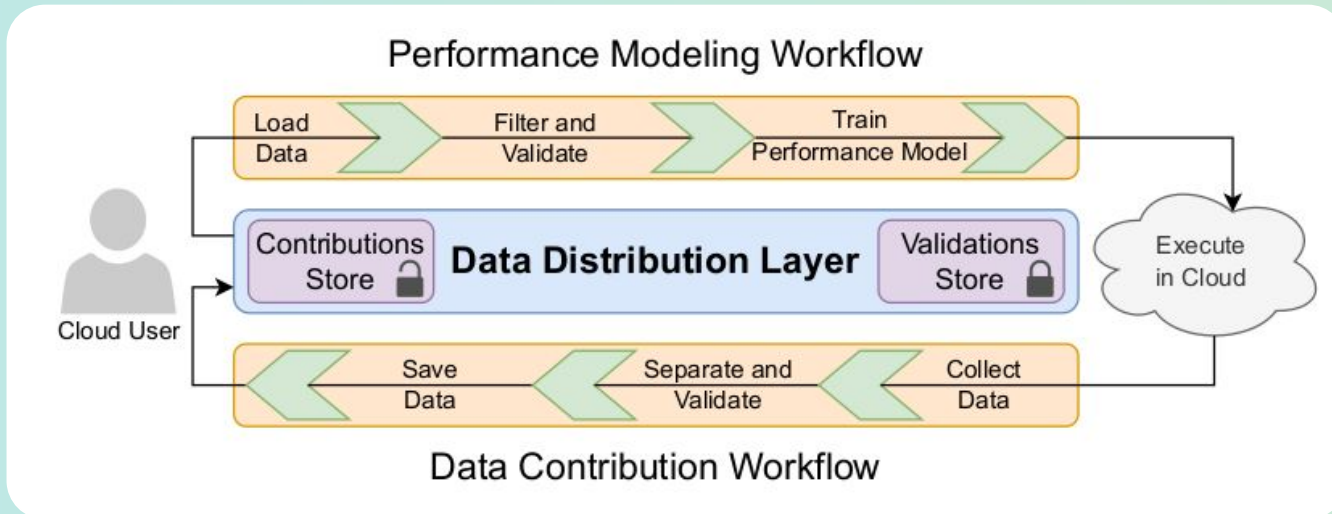 Performance Modeling Workflow
Load
Data
Filter and
Validate
Train
Performance Model
Contributions
Store
Data Distribution Layer
Validations
Store
Execute
in Cloud
Cloud User
Save
Data
Separate and
Validate
Collect
Data
Data Contribution Workflow